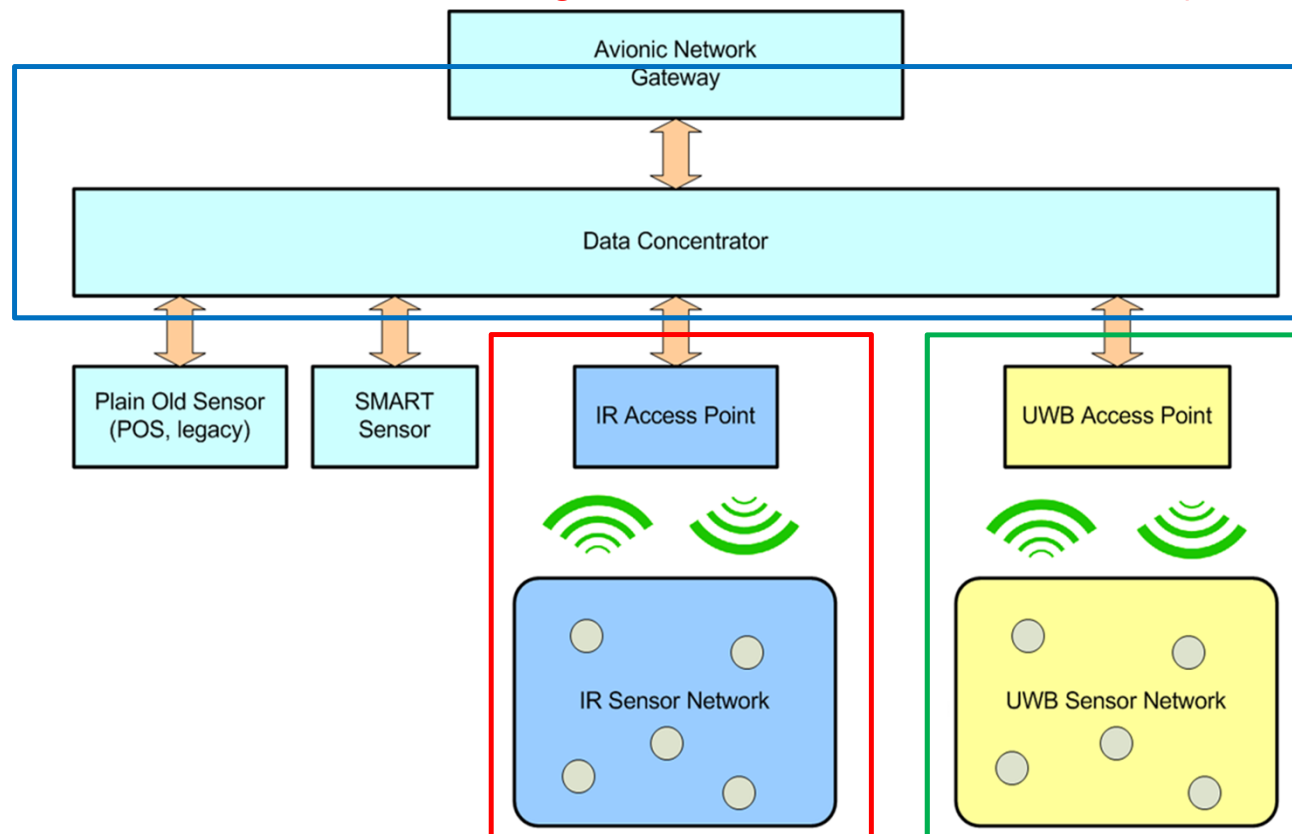 Avionic Network
Gateway
Data Concentrator
Plain Old Sensor
(POS, legacy)
SMART
Sensor
IR Access Point
UWB Access Point
IR Sensor Network
UWB Sensor Network